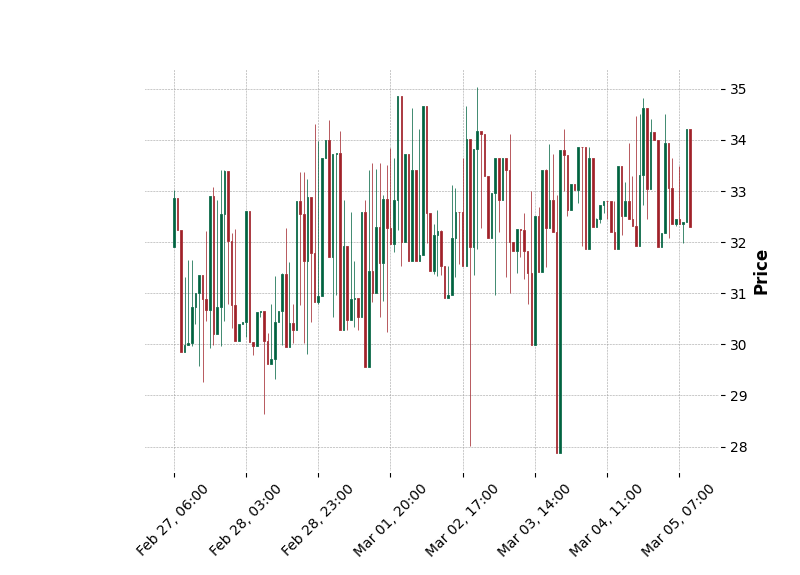 35
34
33
32
31
30
29
28
Price
Feb 27, 06:00
Feb 28, 03:00
Feb 28, 23:00
Mar 01, 20:00
Mar 02, 17:00
Mar 03, 14:00
Mar 04, 11:00
Mar 05, 07:00